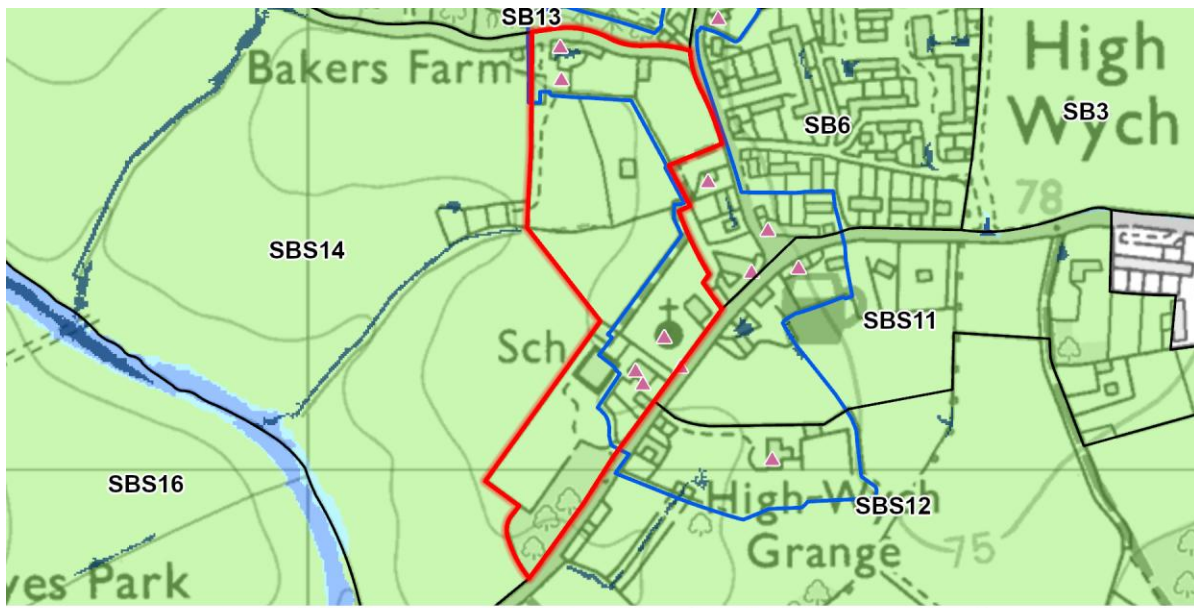 SB13
Bakers Farm
High
Wych
SB3
SB6
78
SBS14
SBS11
Sch
SBS16
SBS12
High Wych
Grange
75
ves Park